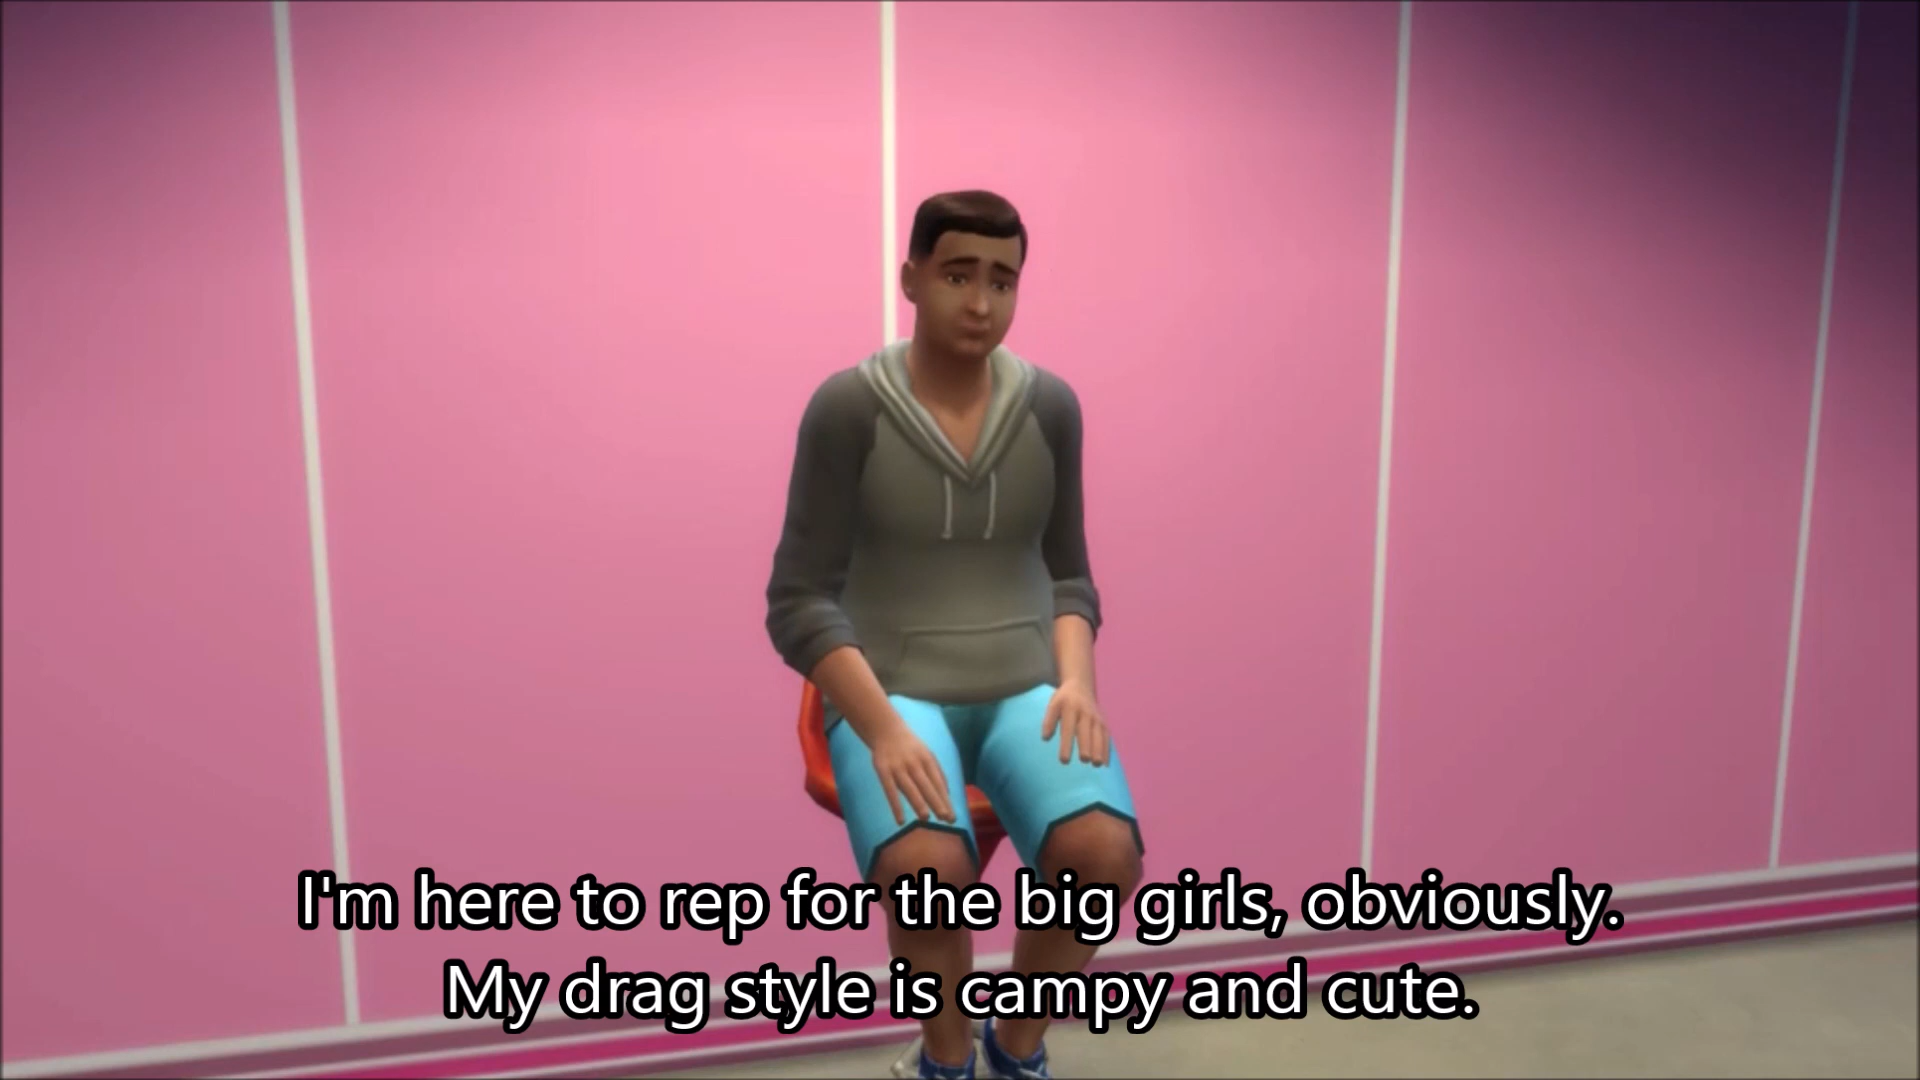 I'm here to rep for the big girls, obviously.
My drag style is campy and cute.